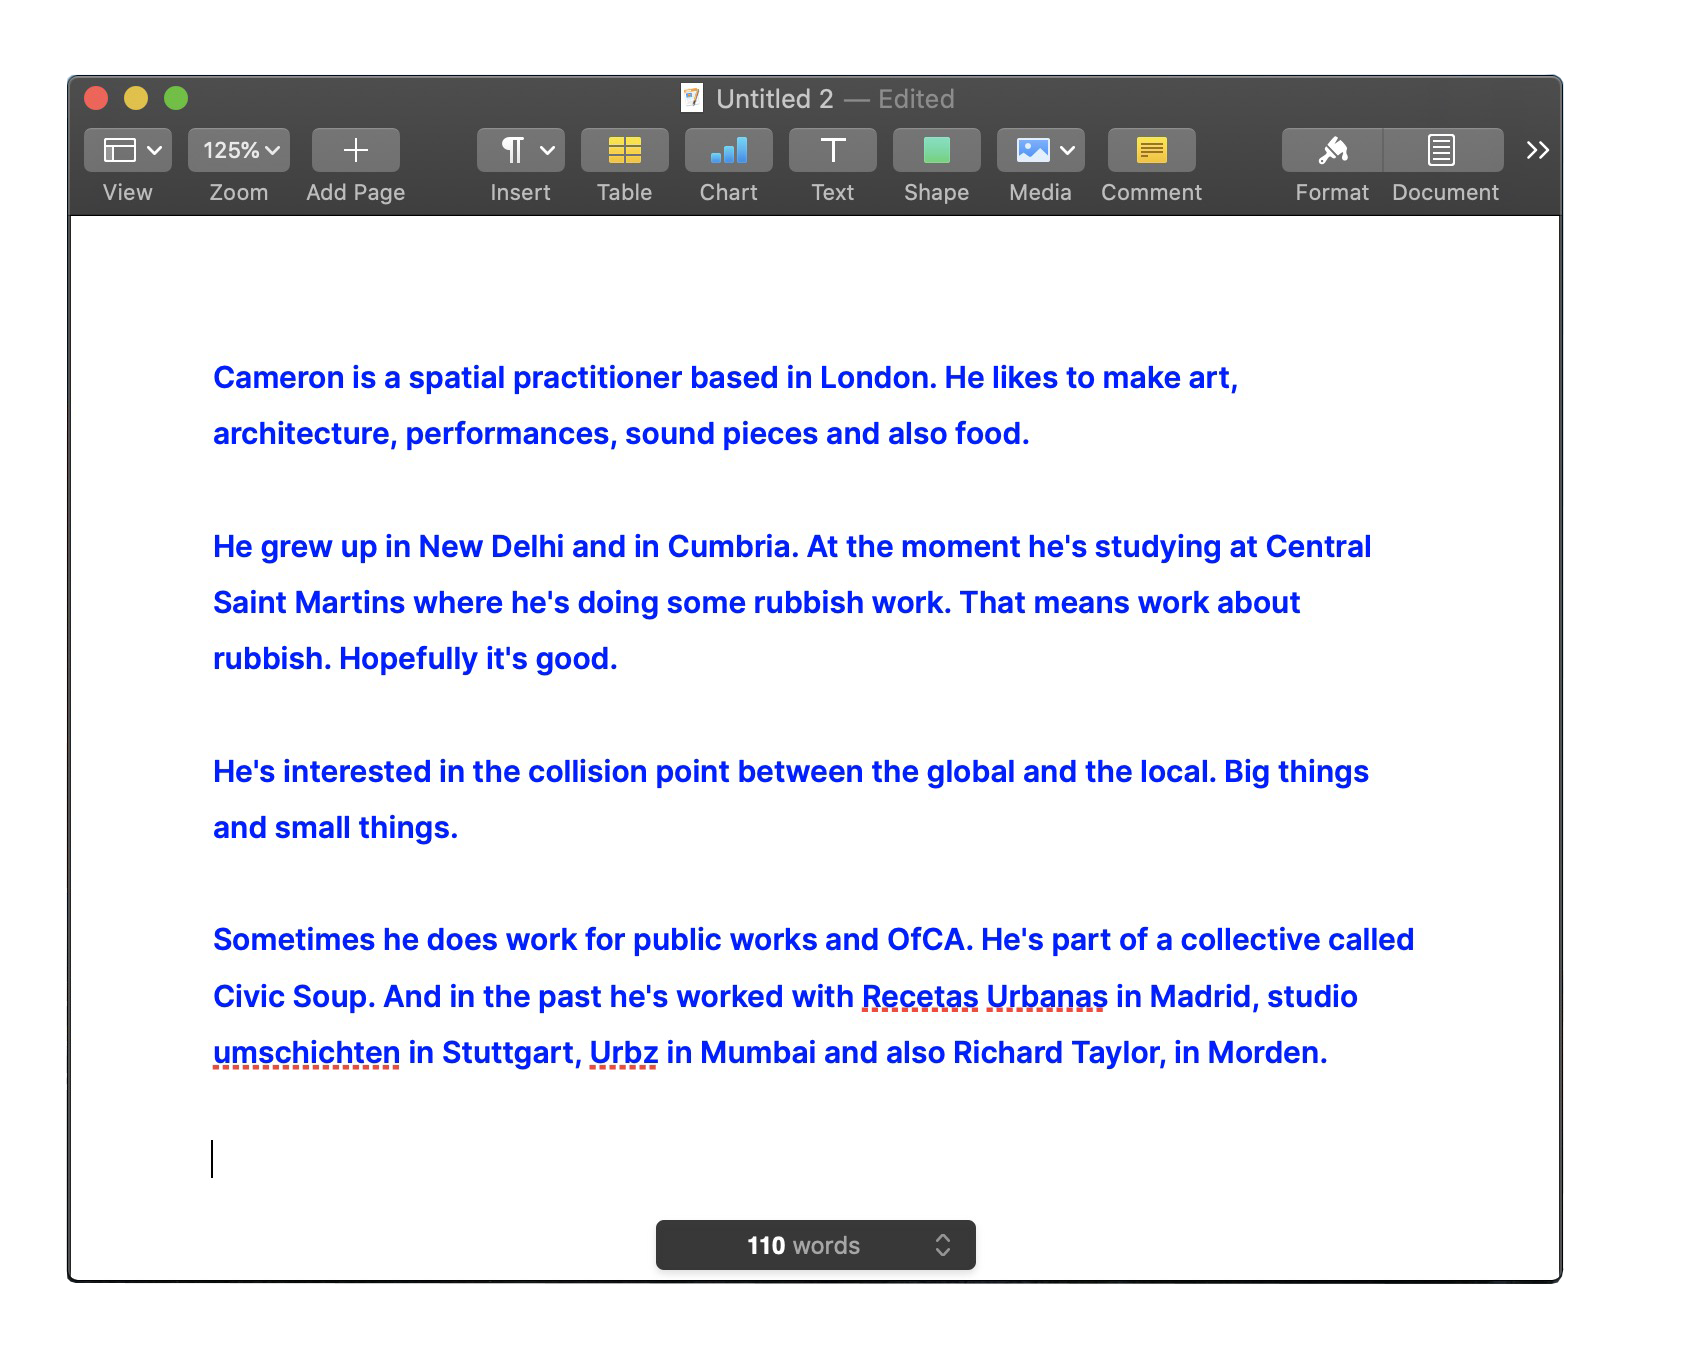 Untitled 2 — Edited
125%
View Zoom Add Page Insert Table Chart Text Shape Media Comment Format Document
Cameron is a spatial practitioner based in London. He likes to make art,
architecture, performances, sound pieces and also food.
He grew up in New Delhi and in Cumbria. At the moment he's studying at Central
Saint Martins where he's doing some rubbish work. That means work about
rubbish. Hopefully it's good.
He's interested in the collision point between the global and the local. Big things
and small things.
Sometimes he does work for public works and OfCA. He's part of a collective called
Civic Soup. And in the past he's worked with Recetas Urbanas in Madrid, studio
umschichten in Stuttgart, Urbz in Mumbai and also Richard Taylor, in Morden.
110 words